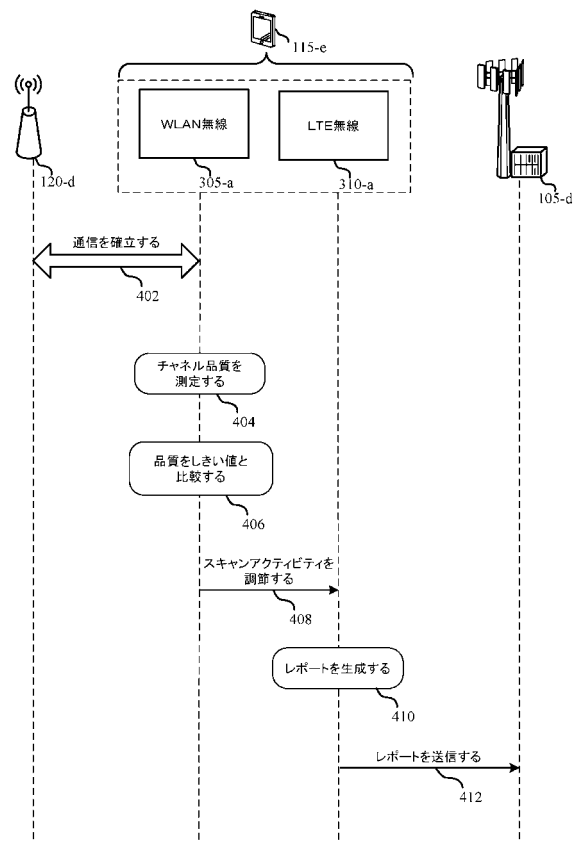 115-e
WLAN無線
LTE無線
120-d
305-a
310-a
105-d
通信を確立する
402
チャネル品質を
測定する
404
品質をしきい値と
比較する
406
スキャンアクティビティを
調節する
408
レポートを生成する
410
レポートを送信する
412